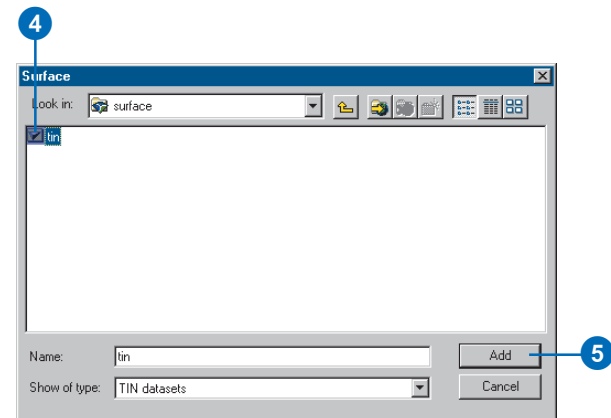 4
Surface
Look in: surface
tin
Name: tin
Add
5
Show of type: TIN datasets
Cancel